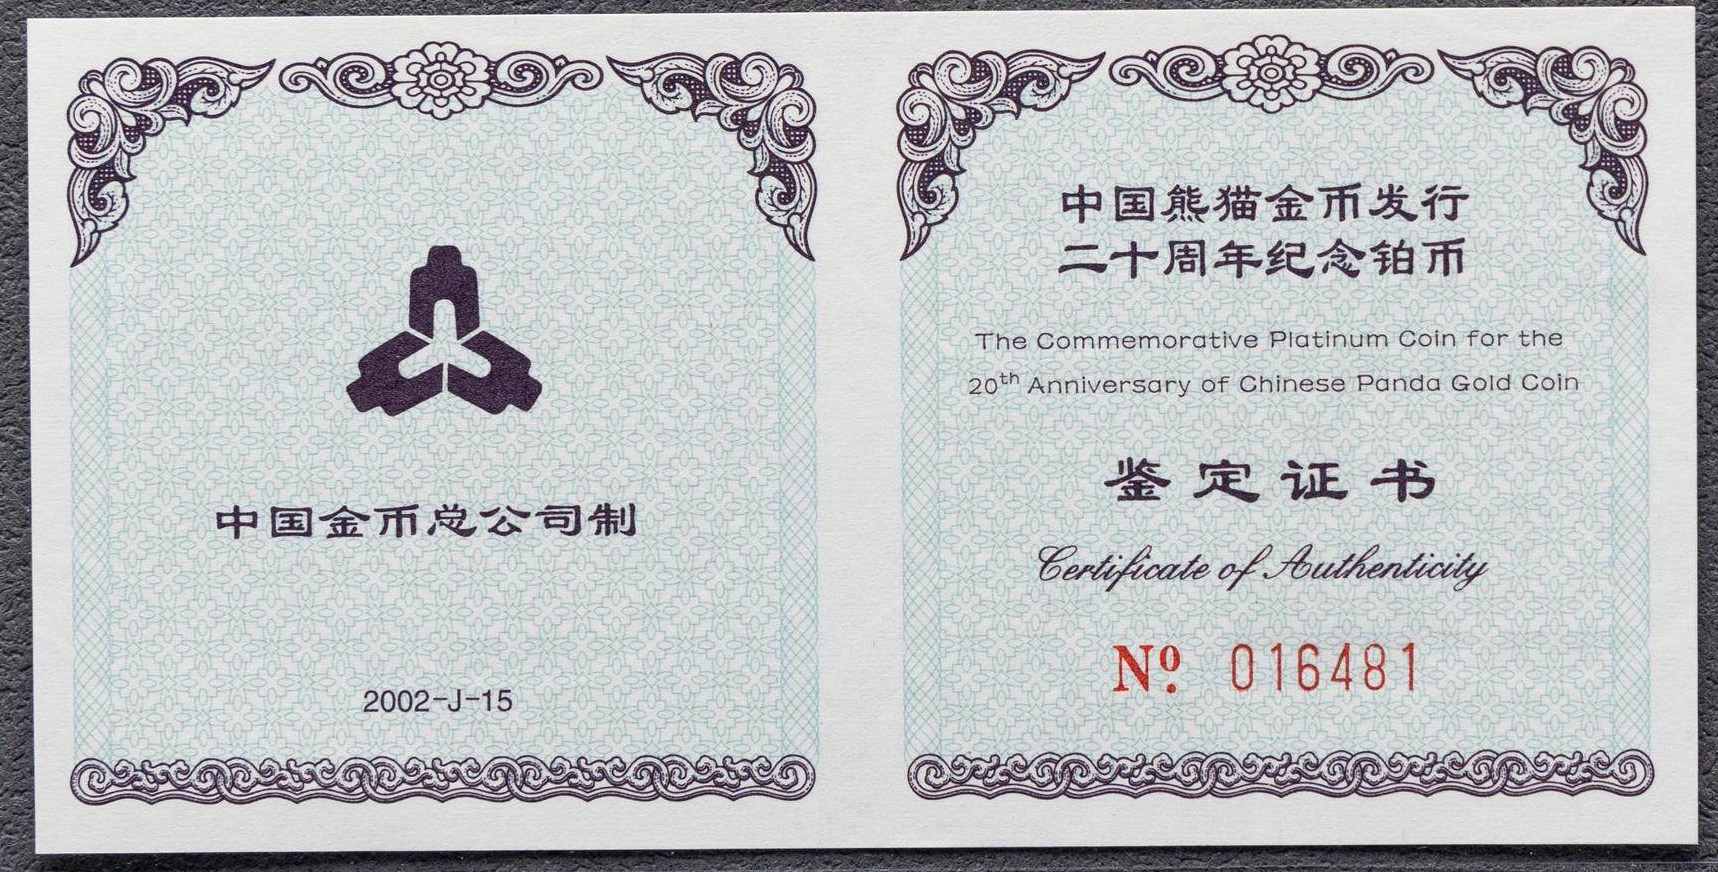 中国金币总公司制
2002-J-15
中国熊猫金币发行
二十周年纪念铂币
The Commemorative Platinum Coin for the
20th Anniversary of Chinese Panda Gold Coin
鉴定证书
Certificate of Authenticity
Nº. 016481